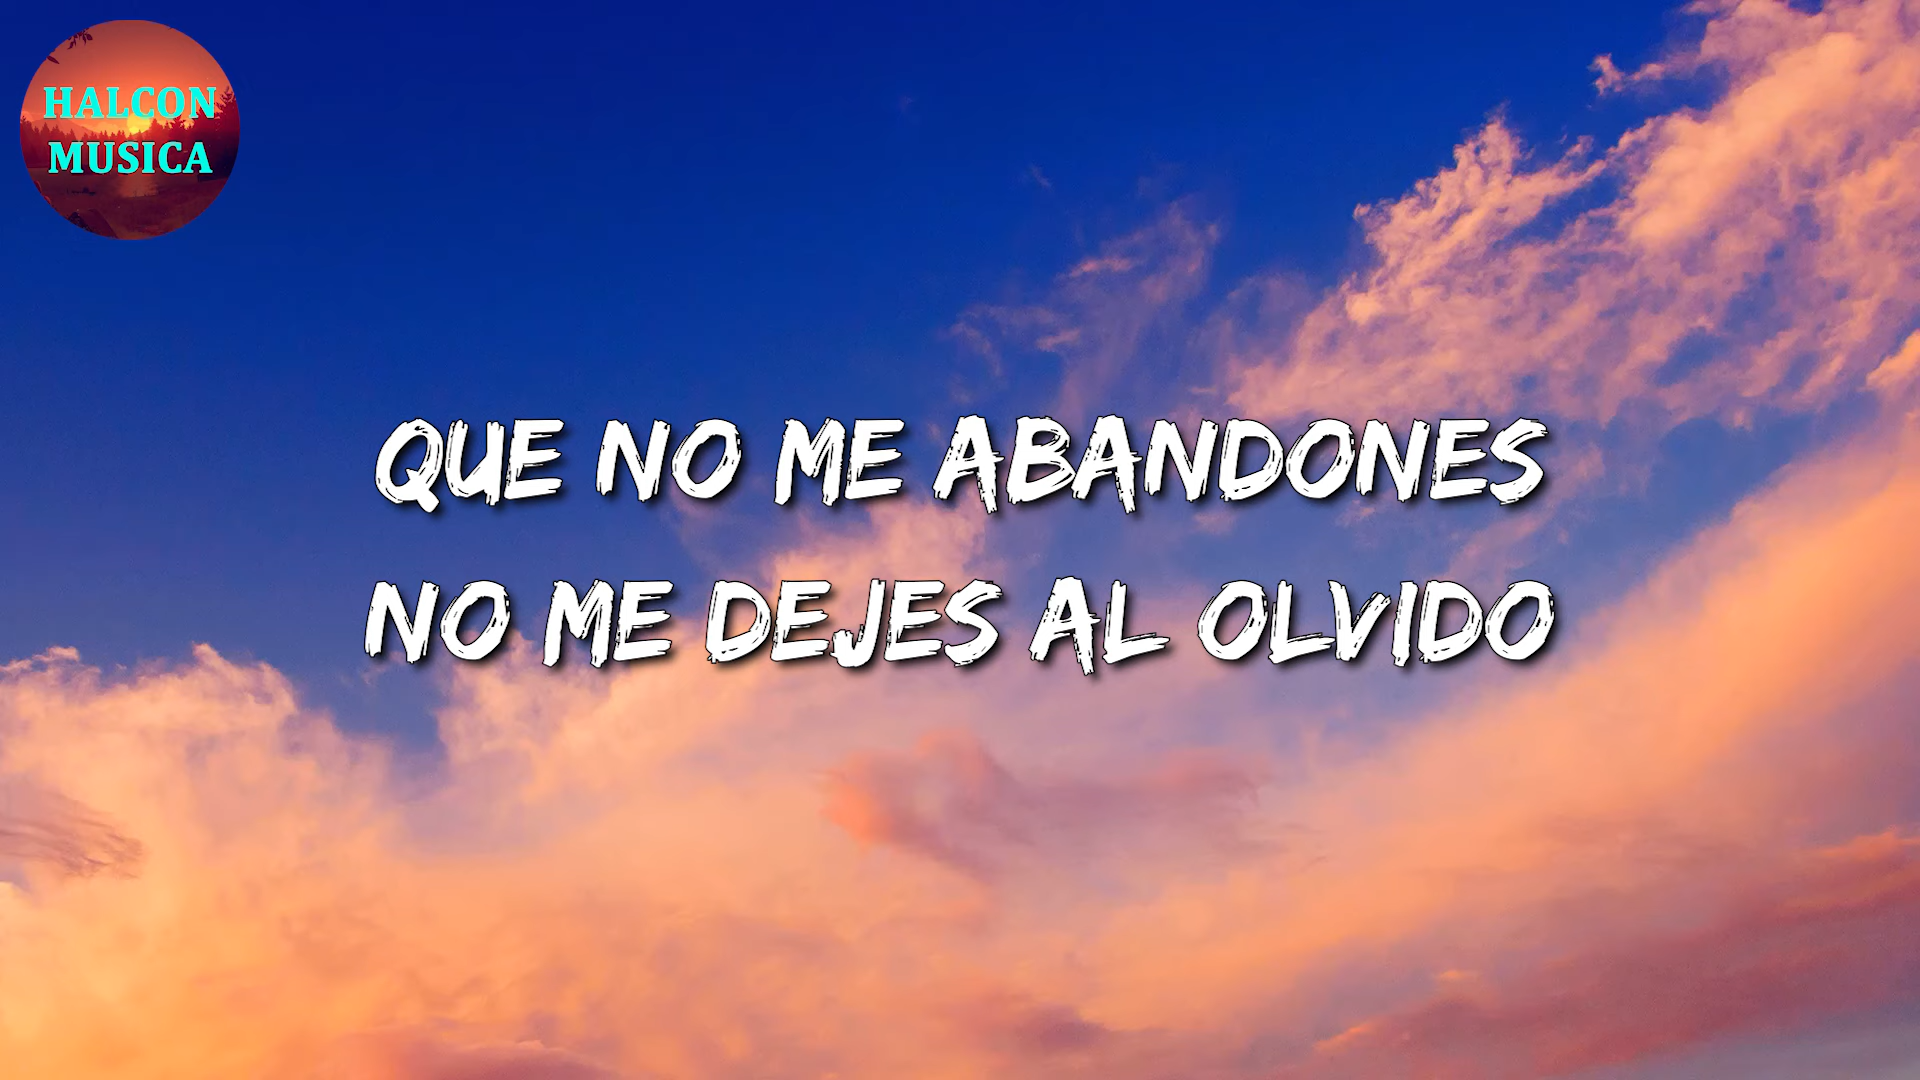 HALCON
MUSICA
QUE NO ME ABANDONES
NO ME DEJES AL OLVIDO